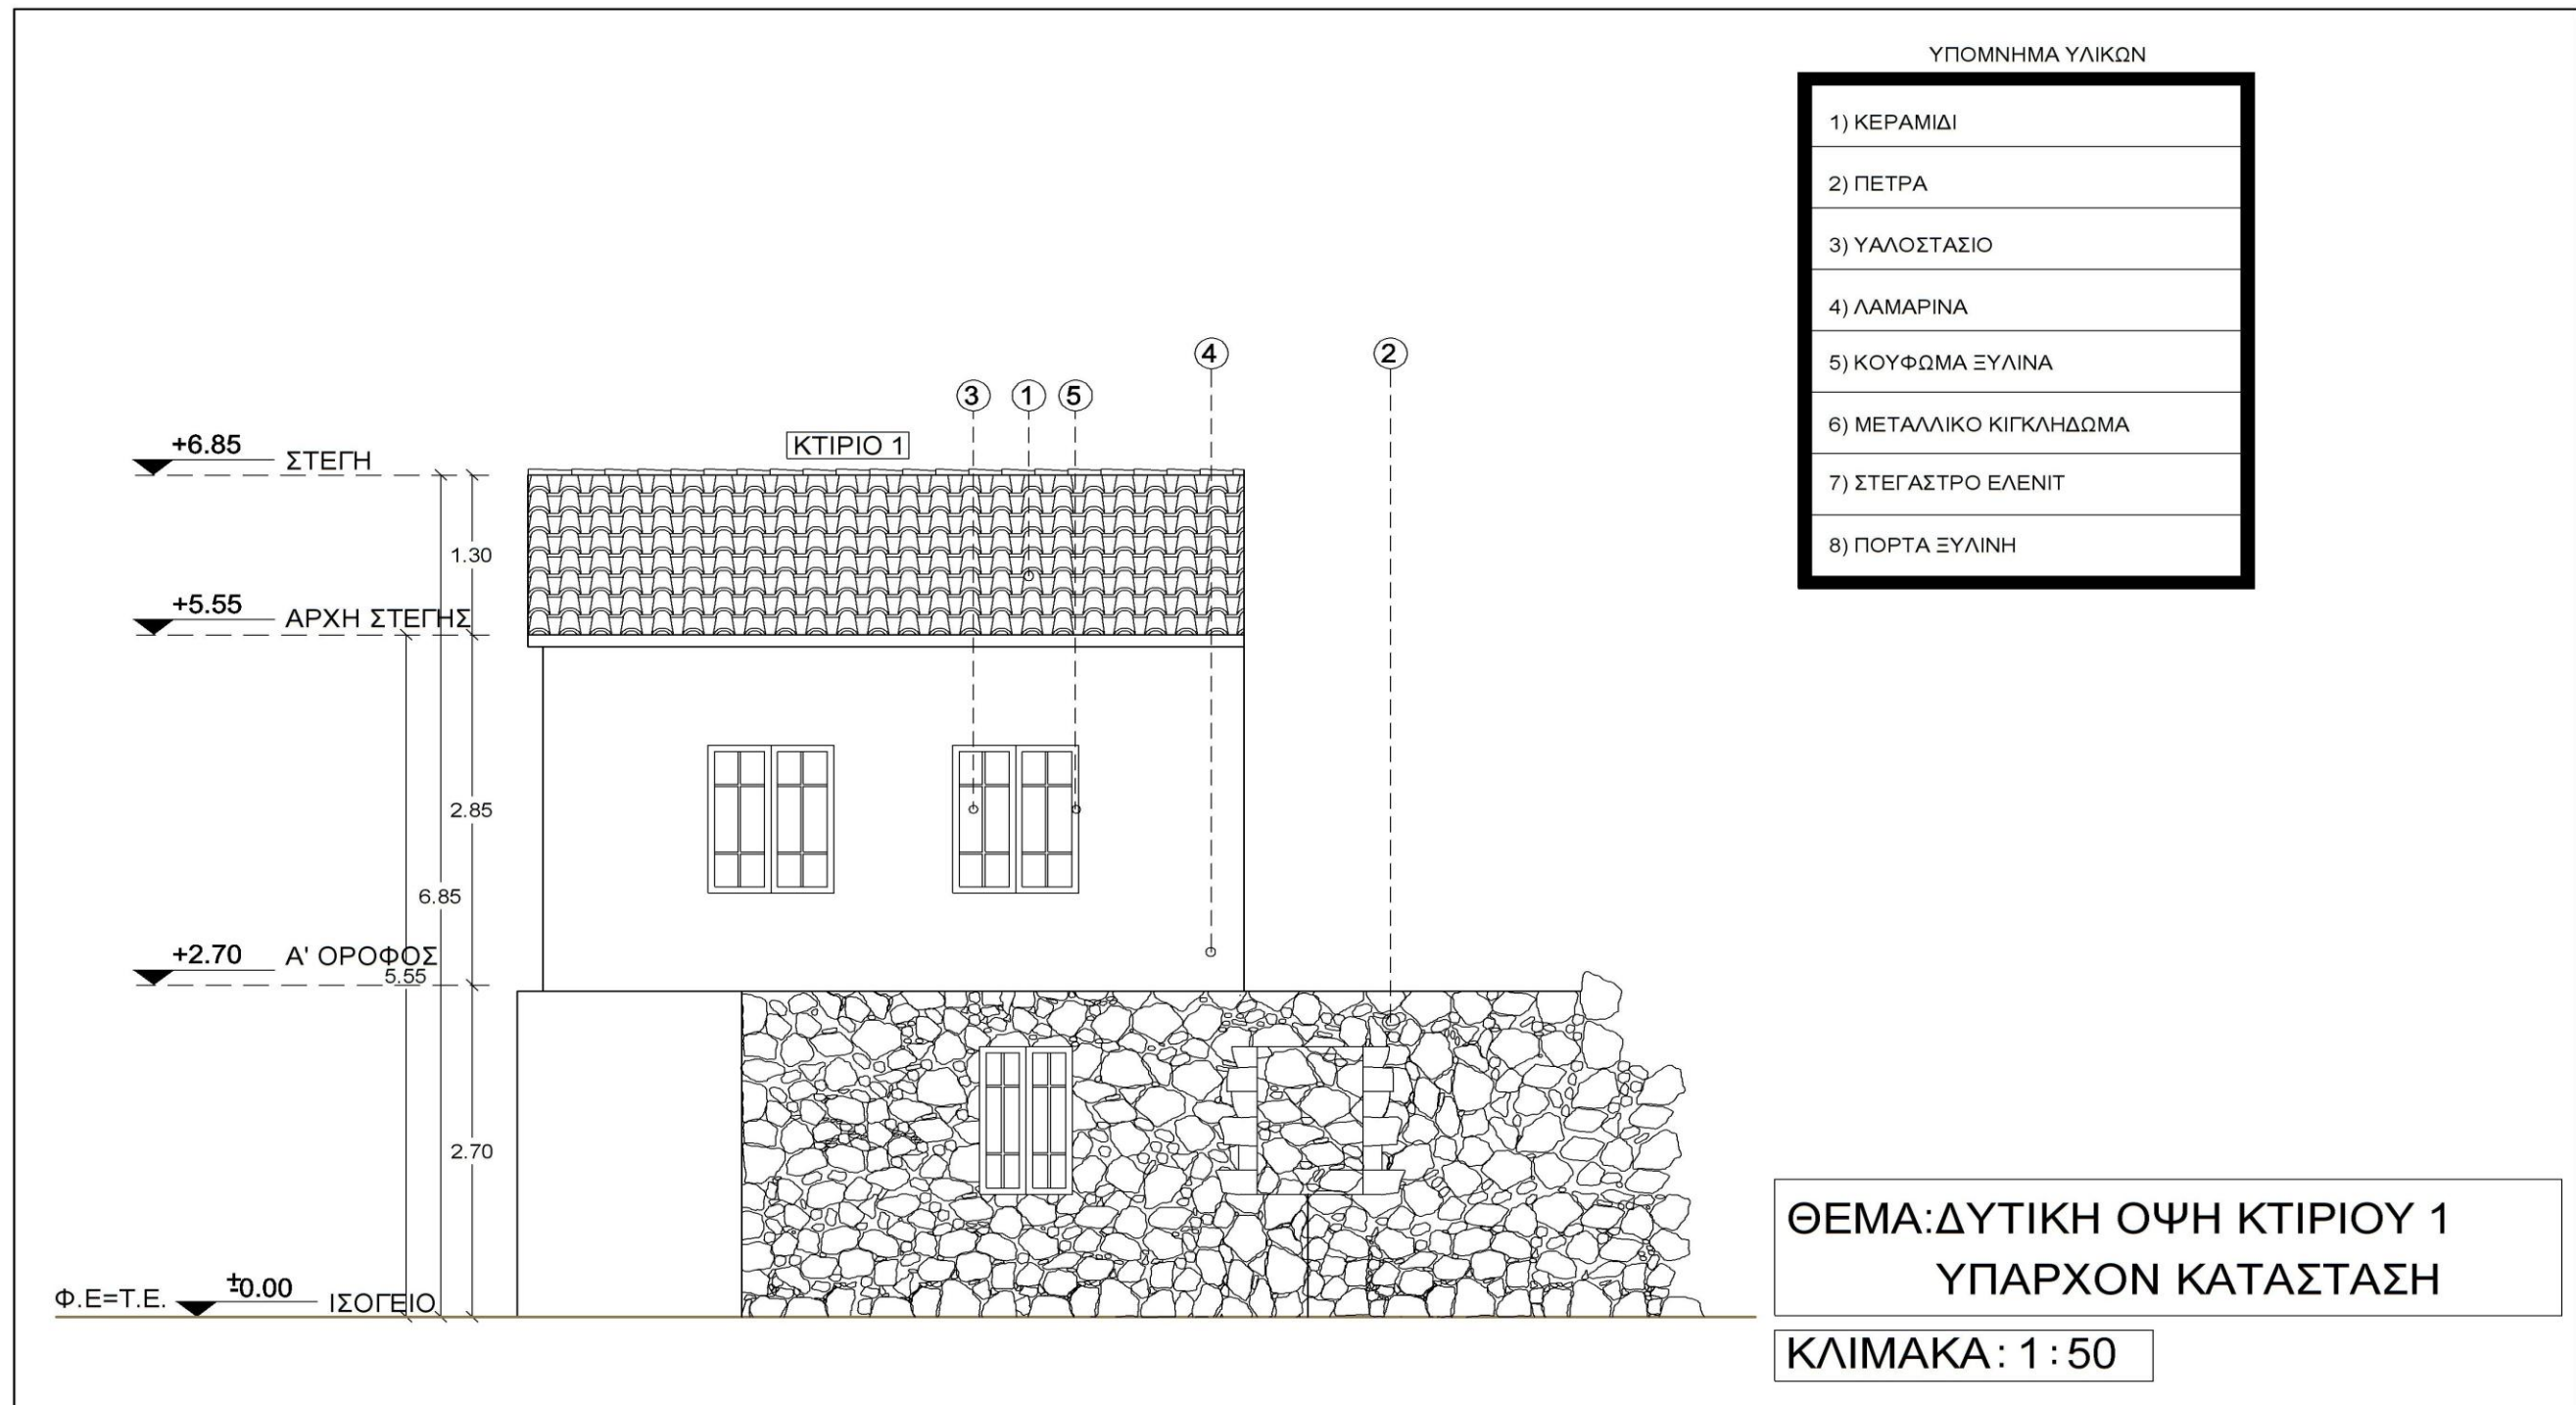 ΥΠΟΜΝΗΜΑ ΥΛΙΚΩΝ
1) ΚΕΡΑΜΙΔΙ
2) ΠΕΤΡΑ
3) ΥΑΛΟΣΤΑΣΙΟ
4) ΛΑΜΑΡΙΝΑ
5) ΚΟΥΦΩΜΑ ΞΥΛΙΝΑ
6) ΜΕΤΑΛΛΙΚΟ ΚΙΓΚΛΗΔΩΜΑ
7) ΣΤΕΓΑΣΤΡΟ ΕΛΕΝΙΤ
8) ΠΟΡΤΑ ΞΥΛΙΝΗ
4 2
3 1 5
ΚΤΙΡΙΟ 1
+6.85 ΣΤΕΓΗ
1.30
+5.55 ΑΡΧΗ ΣΤΕΓΗΣ
2.85
6.85
+2.70 Α' ΟΡΟΦΟΣ
5.55
2.70
Φ.Ε=Τ.Ε. ±0.00 ΙΣΟΓΕΙΟ
ΘΕΜΑ:ΔΥΤΙΚΗ ΟΨΗ ΚΤΙΡΙΟΥ 1
ΥΠΑΡΧΟΝ ΚΑΤΑΣΤΑΣΗ
ΚΛΙΜΑΚΑ: 1:50